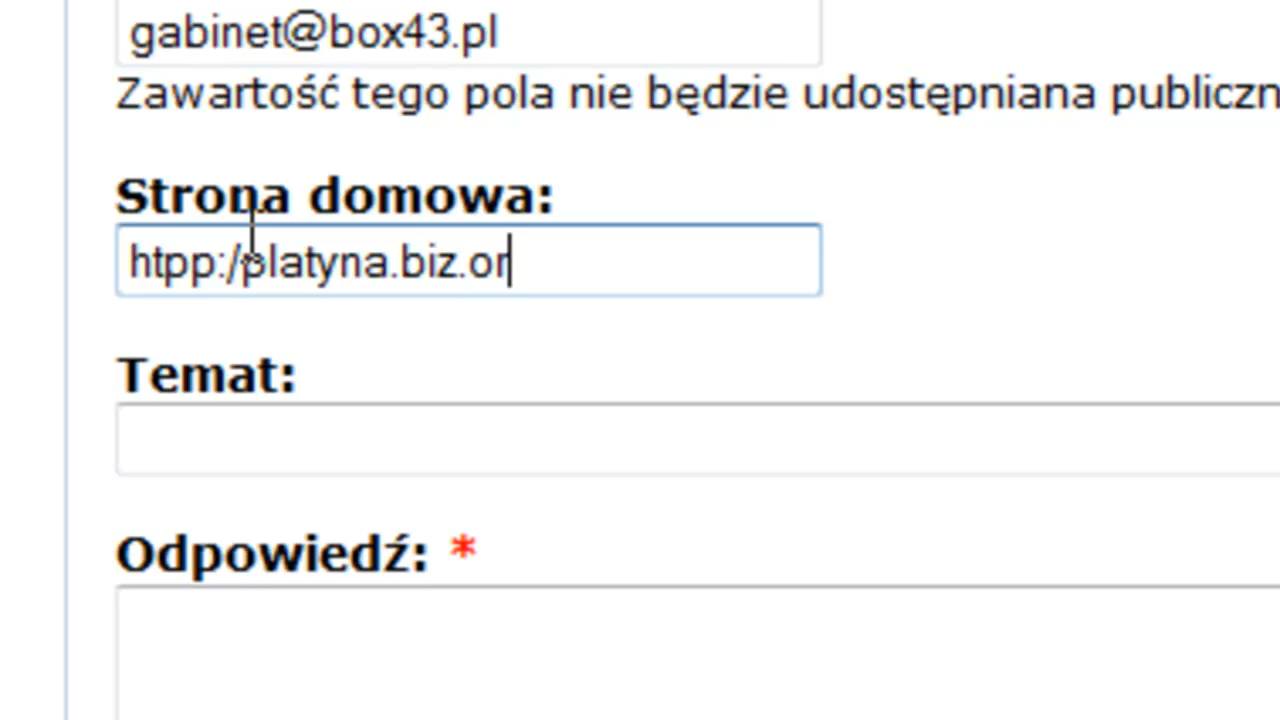 gabinet@box43.pl
Zawartość tego pola nie będzie udostępniana publiczn
Strona domowa:
htpp:/platyna.biz.or
Temat:
Odpowiedź: *